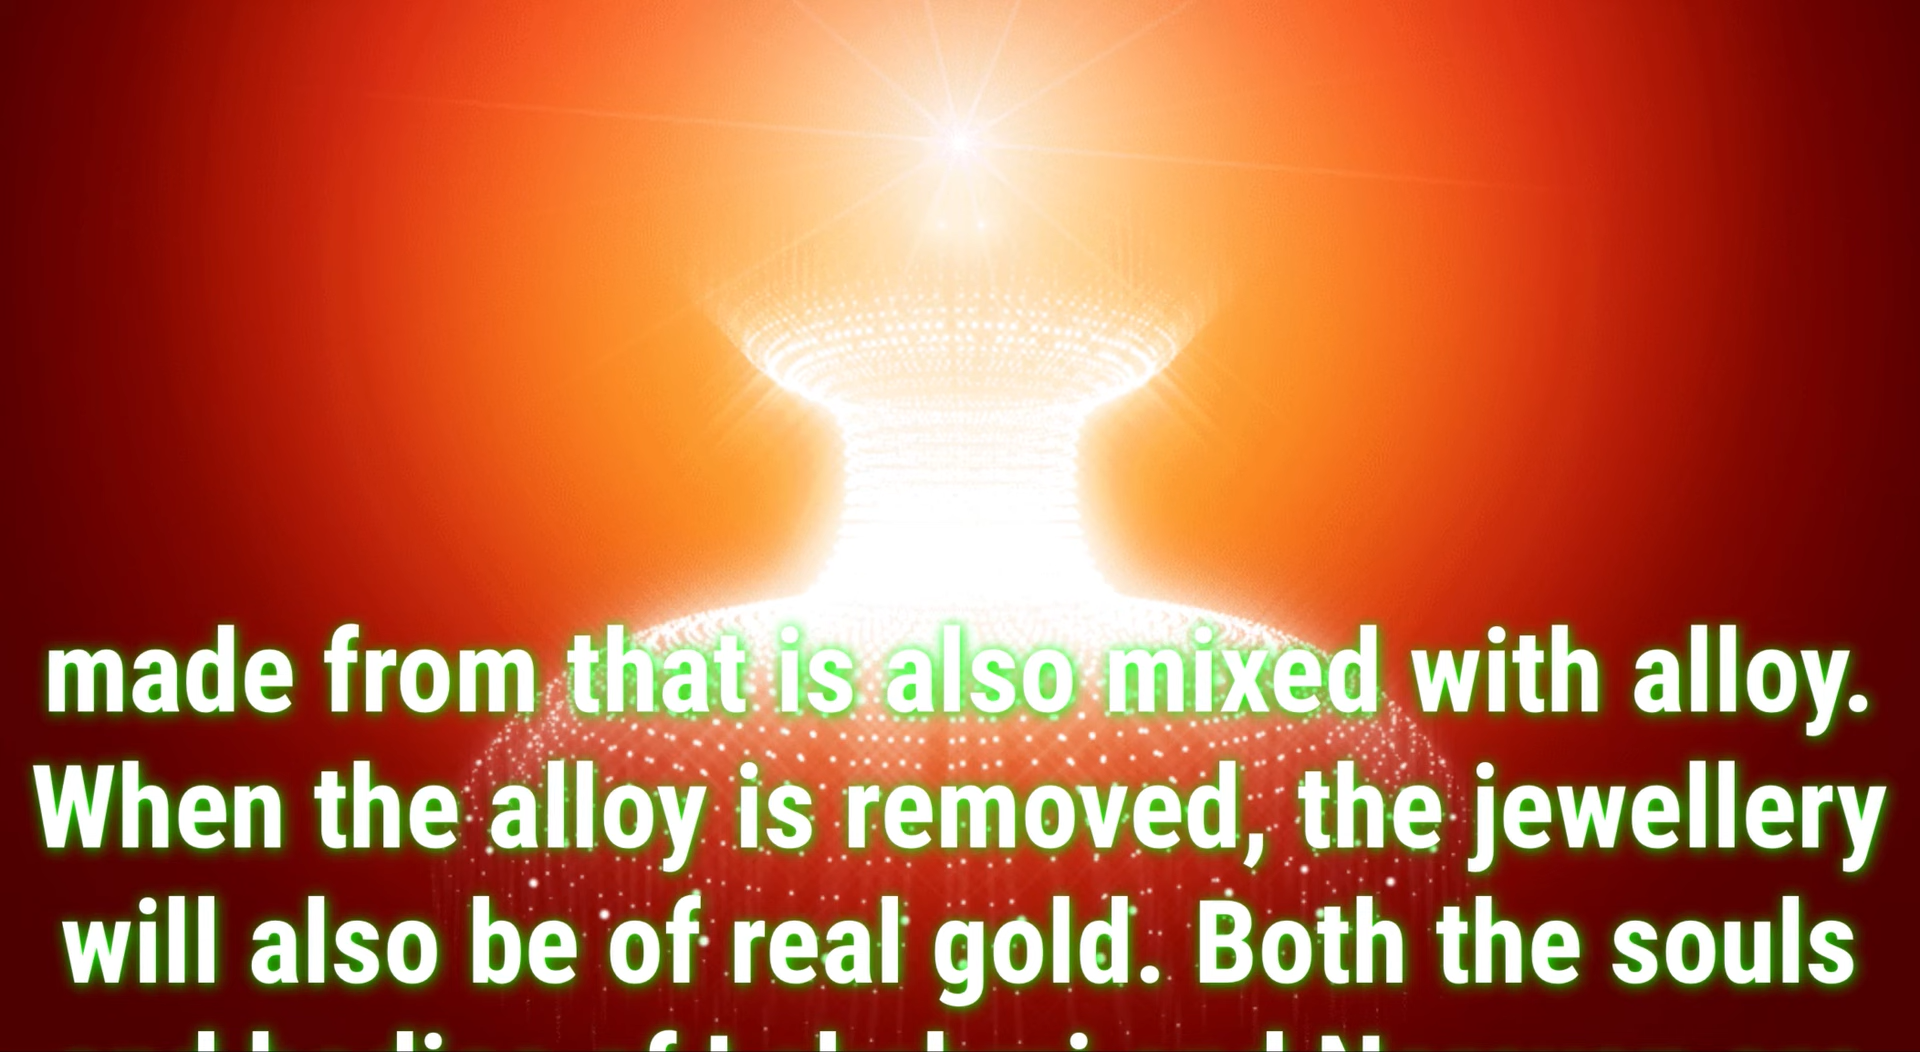 made from that is also mixed with alloy.
When the alloy is removed, the jewellery
will also be of real gold. Both the souls